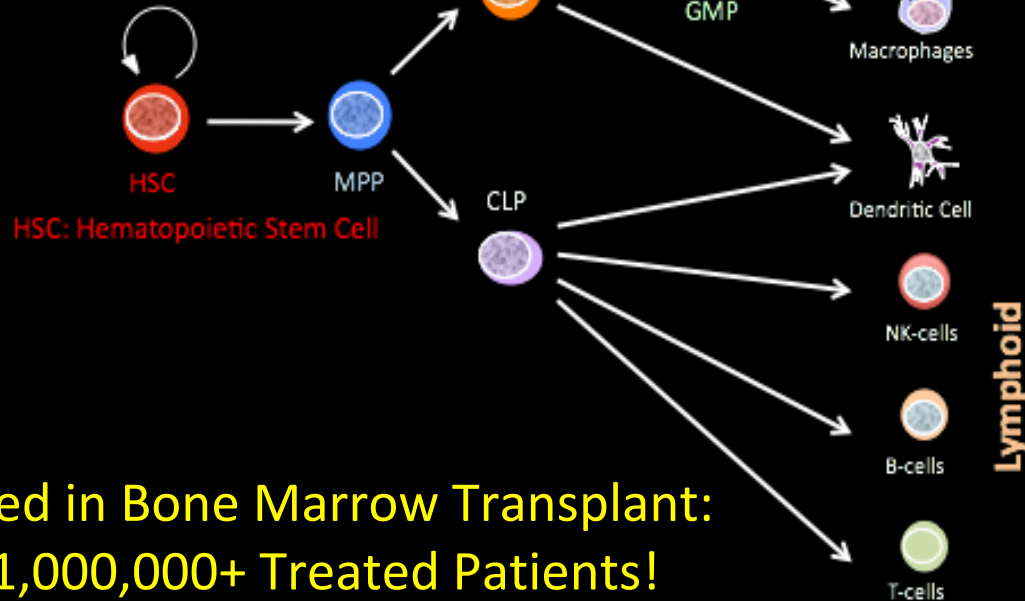 GMP
Macrophages
HSC
MPP
HSC: Hematopoietic Stem Cell
CLP
Dendritic Cell
NK-cells
B-cells
T-cells
Lymphoid
ed in Bone Marrow Transplant:
1,000,000+ Treated Patients!